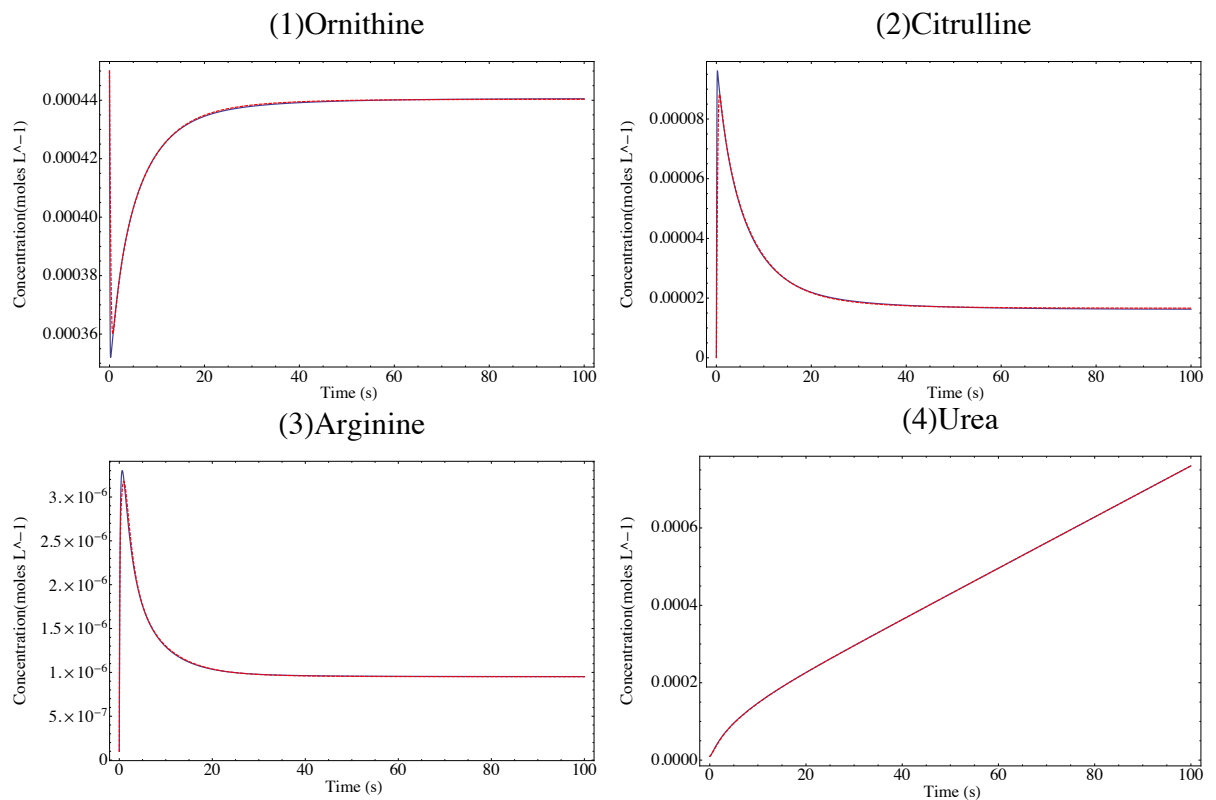 (1)Ornithine
Concentration(moles L^−1)
0.00044
0.00042
0.00040
0.00038
0.00036
0 20 40 60 80 100
Time (s)
(2)Citrulline
Concentration(moles L^−1)
0.00008
0.00006
0.00004
0.00002
0
0 20 40 60 80 100
Time (s)
(3)Arginine
Concentration(moles L^−1)
3.×10⁻⁶
2.5×10⁻⁶
2.×10⁻⁶
1.5×10⁻⁶
1.×10⁻⁶
5.×10⁻⁷
0
0 20 40 60 80 100
Time (s)
(4)Urea
Concentration(moles L^−1)
0.0006
0.0004
0.0002
0.0000
0 20 40 60 80 100
Time (s)